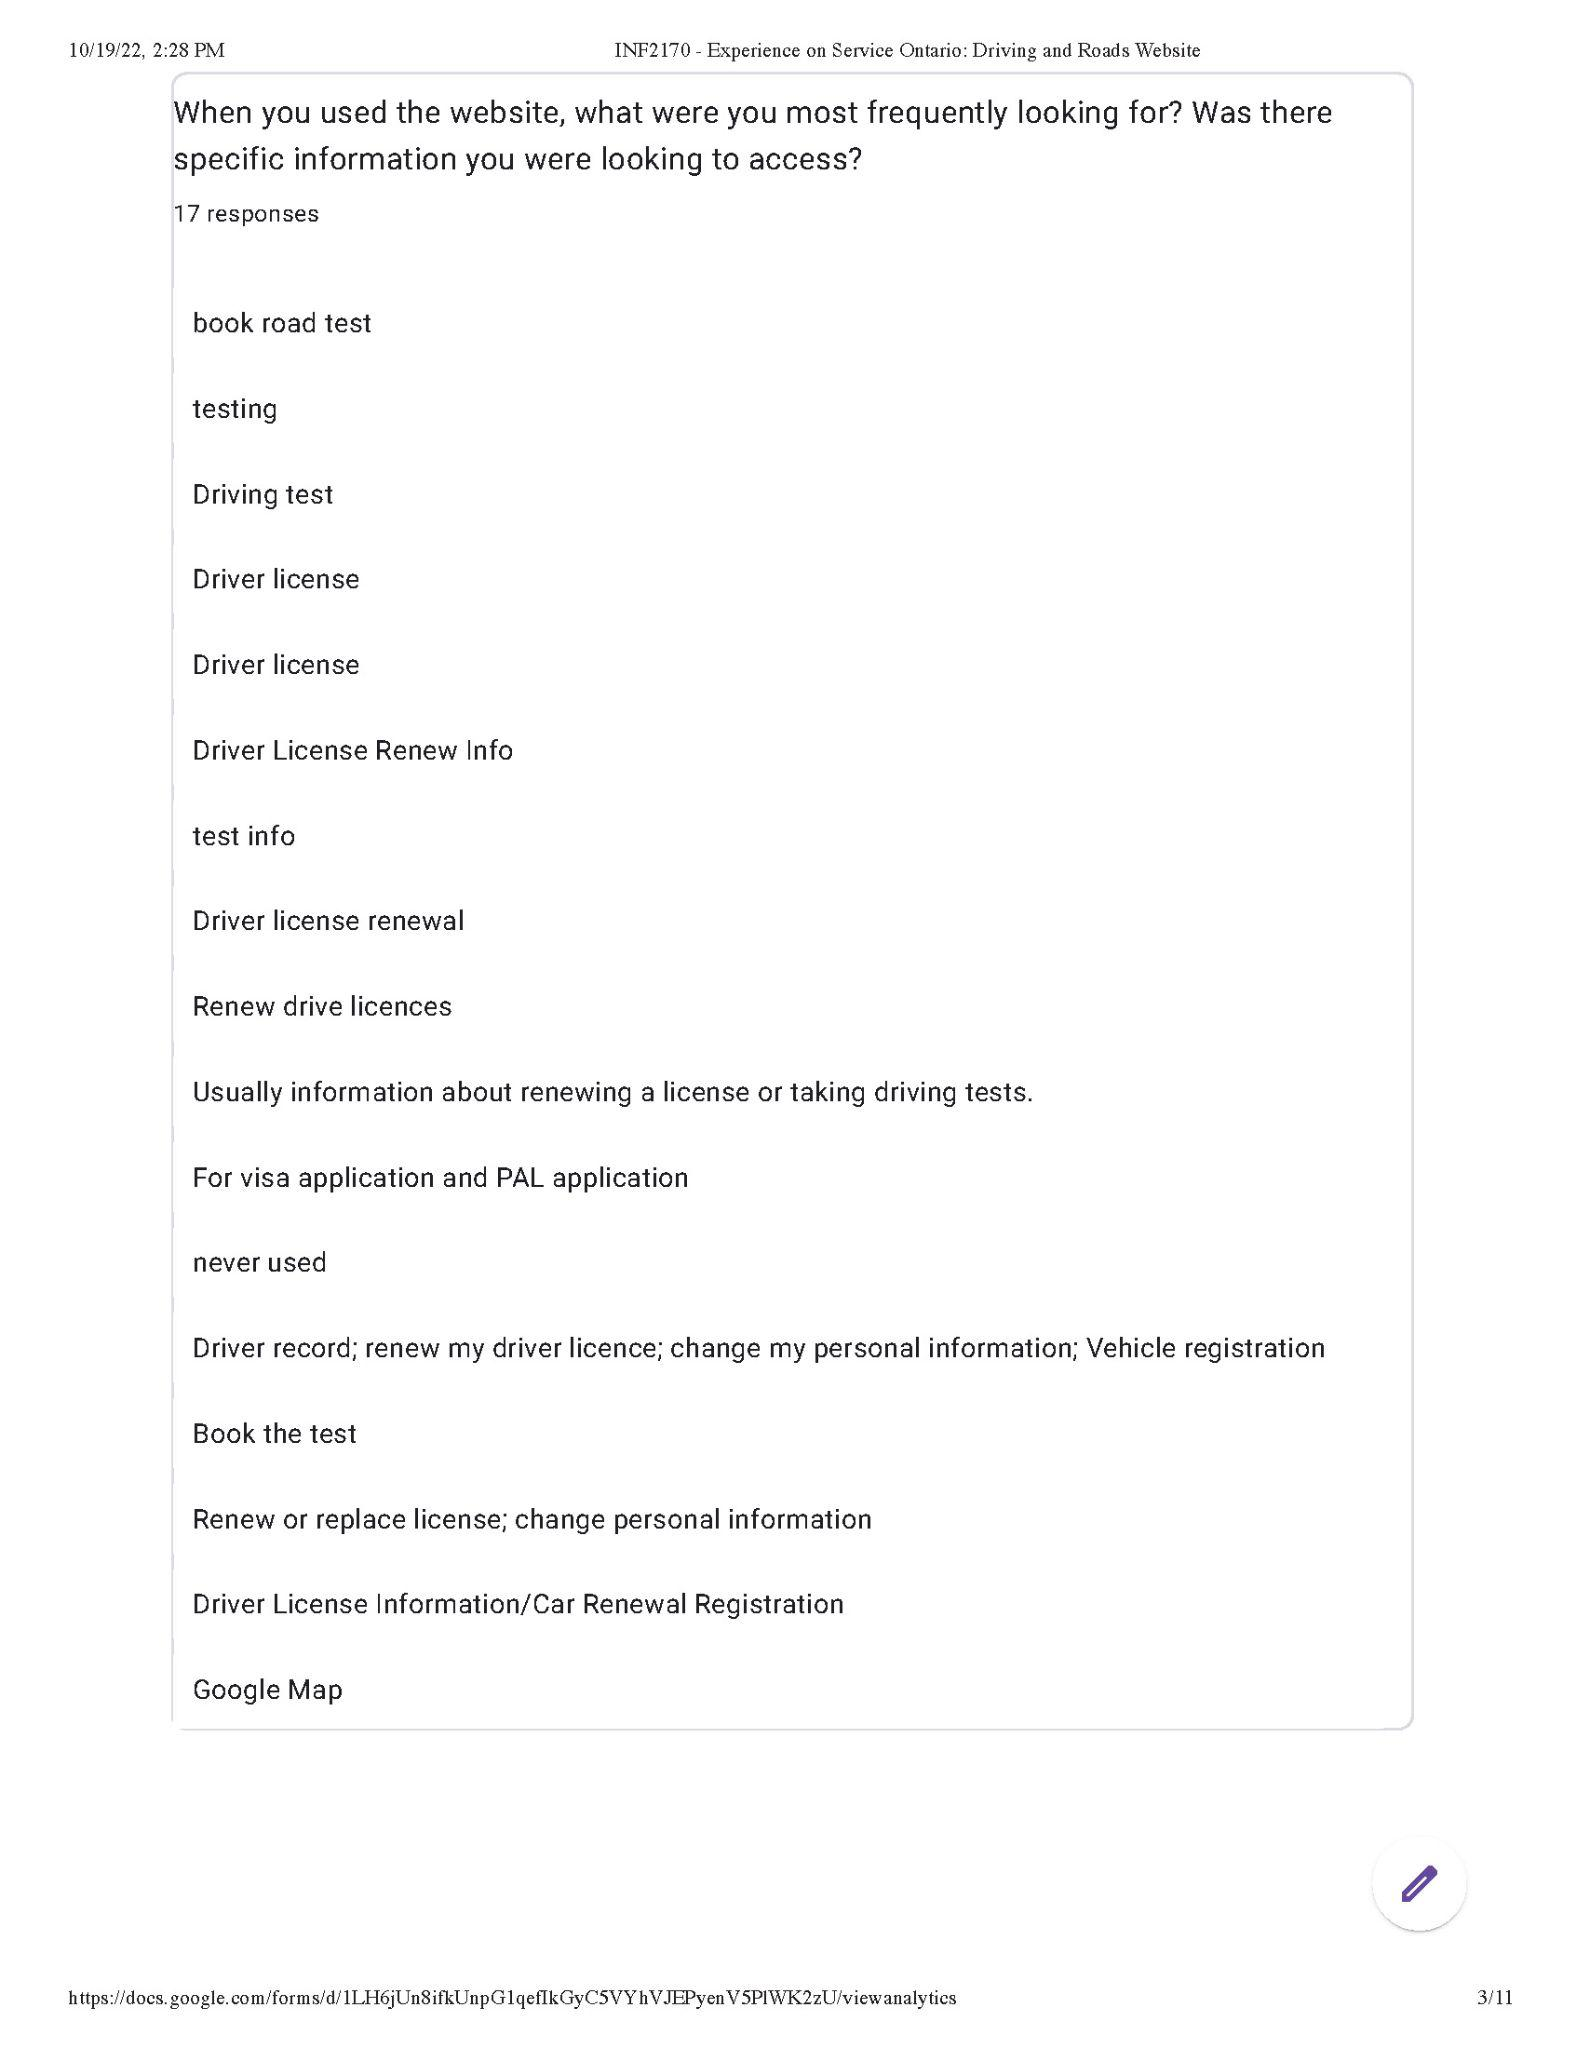 10/19/22, 2:28 PM INF2170 - Experience on Service Ontario: Driving and Roads Website
When you used the website, what were you most frequently looking for? Was there
specific information you were looking to access?
17 responses
book road test
testing
Driving test
Driver license
Driver license
Driver License Renew Info
test info
Driver license renewal
Renew drive licences
Usually information about renewing a license or taking driving tests.
For visa application and PAL application
never used
Driver record; renew my driver licence; change my personal information; Vehicle registration
Book the test
Renew or replace license; change personal information
Driver License Information/Car Renewal Registration
Google Map
https://docs.google.com/forms/d/1LH6jUn8ifkUnpG1qefIkGyC5VYhVJEPyenV5PlWK2zU/viewanalytics 3/11